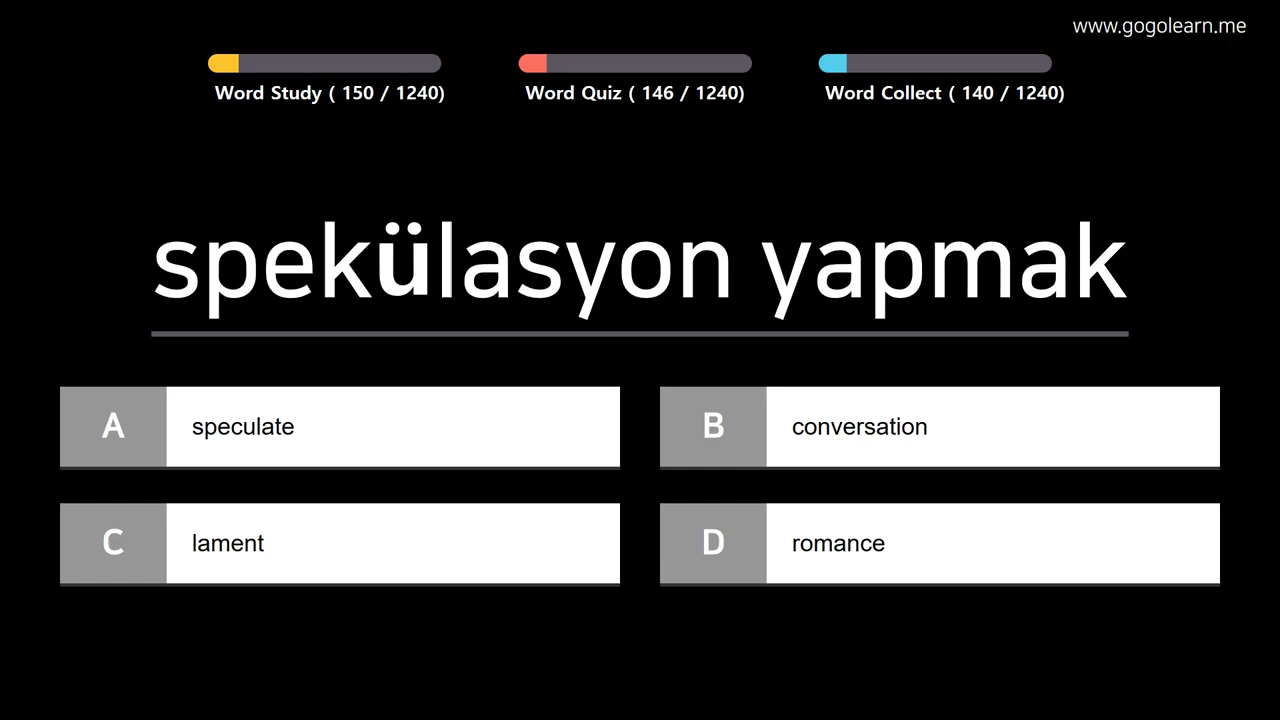 www.gogolearn.me
Word Study ( 150 / 1240)
Word Quiz ( 146 / 1240)
Word Collect ( 140 / 1240)
spekülasyon yapmak
A speculate
B conversation
C lament
D romance